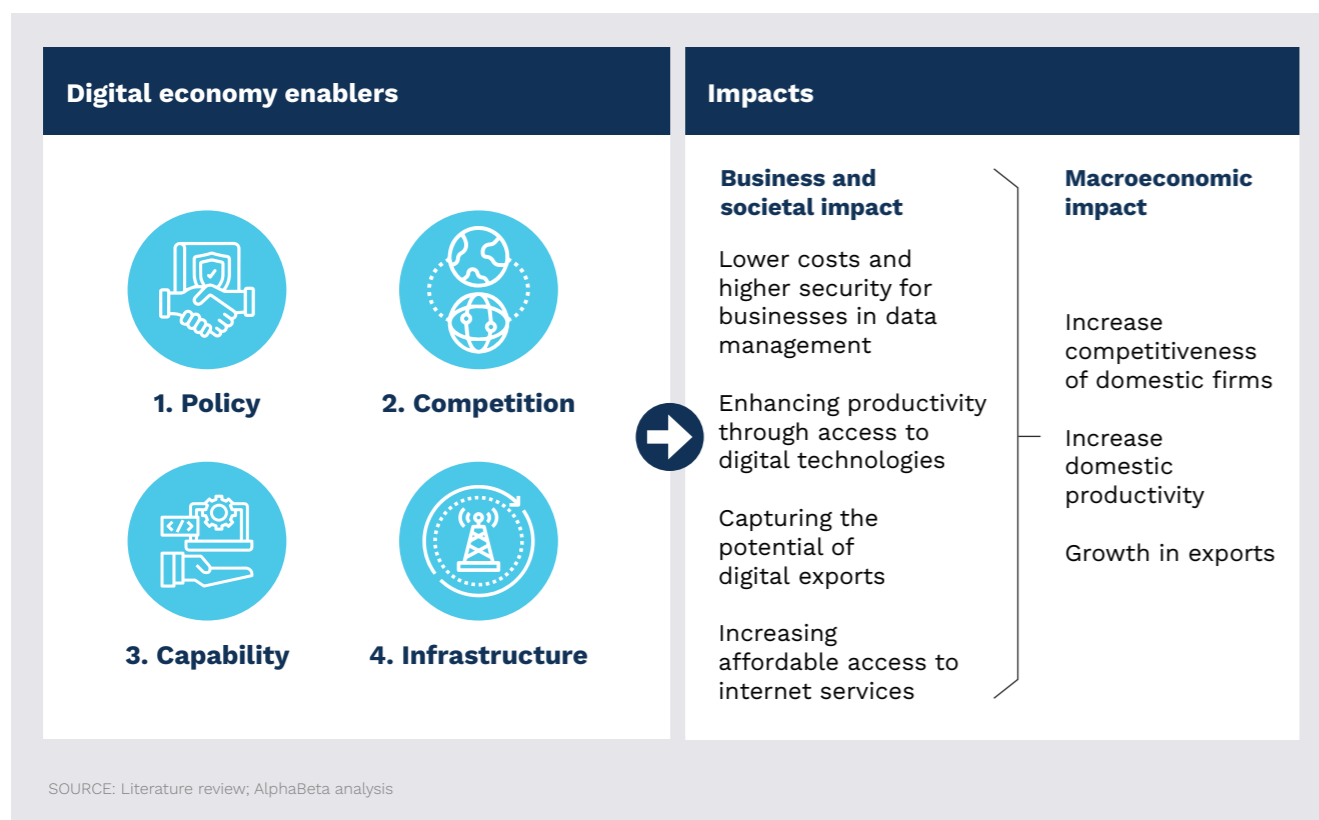 Digital economy enablers
1. Policy
2. Competition
</>
3. Capability
4. Infrastructure
Impacts
Business and
societal impact
Lower costs and
higher security for
businesses in data
management
Enhancing productivity
through access to
digital technologies
Capturing the
potential of
digital exports
Increasing
affordable access to
internet services
Macroeconomic
impact
Increase
competitiveness
of domestic firms
Increase
domestic
productivity
Growth in exports
SOURCE: Literature review; AlphaBeta analysis